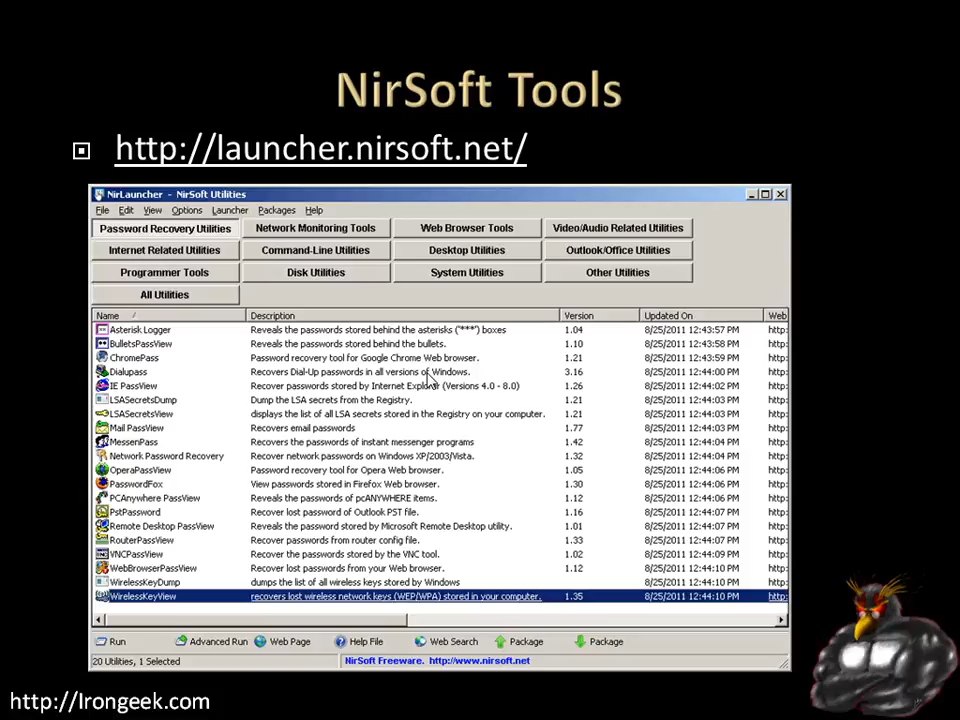 NirSoft Tools
http://launcher.nirsoft.net/
NirLauncher - NirSoft Utilities
File Edit View Options Launcher Packages Help
Password Recovery Utilities Network Monitoring Tools Web Browser Tools Video/Audio Related Utilities
Internet Related Utilities Command-Line Utilities Desktop Utilities Outlook/Office Utilities
Programmer Tools Disk Utilities System Utilities Other Utilities
All Utilities
Name Description Version Updated On Web
Asterisk Logger Reveals the passwords stored behind the asterisks ('***') boxes 1.04 8/25/2011 12:43:57 PM http:
BulletsPassView Reveals the passwords stored behind the bullets. 1.10 8/25/2011 12:43:58 PM http:
ChromePass Password recovery tool for Google Chrome Web browser. 1.21 8/25/2011 12:43:59 PM http:
Dialupass Recovers Dial-Up passwords in all versions of Windows. 3.16 8/25/2011 12:44:00 PM http:
IE PassView Recover passwords stored by Internet Explorer (Versions 4.0 - 8.0) 1.26 8/25/2011 12:44:02 PM http:
LSASecretsDump Dump the LSA secrets from the Registry. 1.21 8/25/2011 12:44:03 PM http:
LSASecretsView displays the list of all LSA secrets stored in the Registry on your computer. 1.21 8/25/2011 12:44:03 PM http:
Mail PassView Recovers email passwords 1.77 8/25/2011 12:44:03 PM http:
MessenPass Recovers the passwords of instant messenger programs 1.42 8/25/2011 12:44:04 PM http:
Network Password Recovery Recover network passwords on Windows XP/2003/Vista. 1.32 8/25/2011 12:44:04 PM http:
OperaPassView Password recovery tool for Opera Web browser. 1.05 8/25/2011 12:44:06 PM http:
PasswordFox View passwords stored in Firefox Web browser. 1.30 8/25/2011 12:44:06 PM http:
PCAnywhere PassView Reveals the passwords of pcANYWHERE items. 1.12 8/25/2011 12:44:06 PM http:
PstPassword Recover lost password of Outlook PST file. 1.16 8/25/2011 12:44:07 PM http:
Remote Desktop PassView Reveals the password stored by Microsoft Remote Desktop utility. 1.01 8/25/2011 12:44:07 PM http:
RouterPassView Recover passwords from router config file. 1.33 8/25/2011 12:44:07 PM http:
VNCPassView Recover the passwords stored by the VNC tool. 1.02 8/25/2011 12:44:09 PM http:
WebBrowserPassView Recover lost passwords from your Web browser. 1.12 8/25/2011 12:44:10 PM http:
WirelessKeyDump dumps the list of all wireless keys stored by Windows 8/25/2011 12:44:10 PM http:
WirelessKeyView recovers lost wireless network keys (WEP/WPA) stored in your computer. 1.35 8/25/2011 12:44:10 PM http:
Run Advanced Run Web Page Help File Web Search Package Package
20 Utilities, 1 Selected NirSoft Freeware. http://www.nirsoft.net
http://Irongeek.com